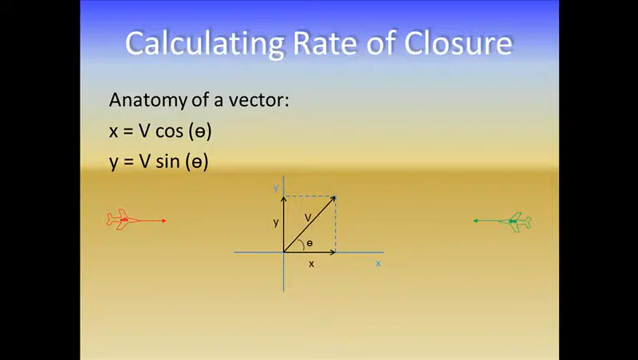 Calculating Rate of Closure
Anatomy of a vector:
x = V cos (ɵ)
y = V sin (ɵ)
y
y
V
ɵ
x
x